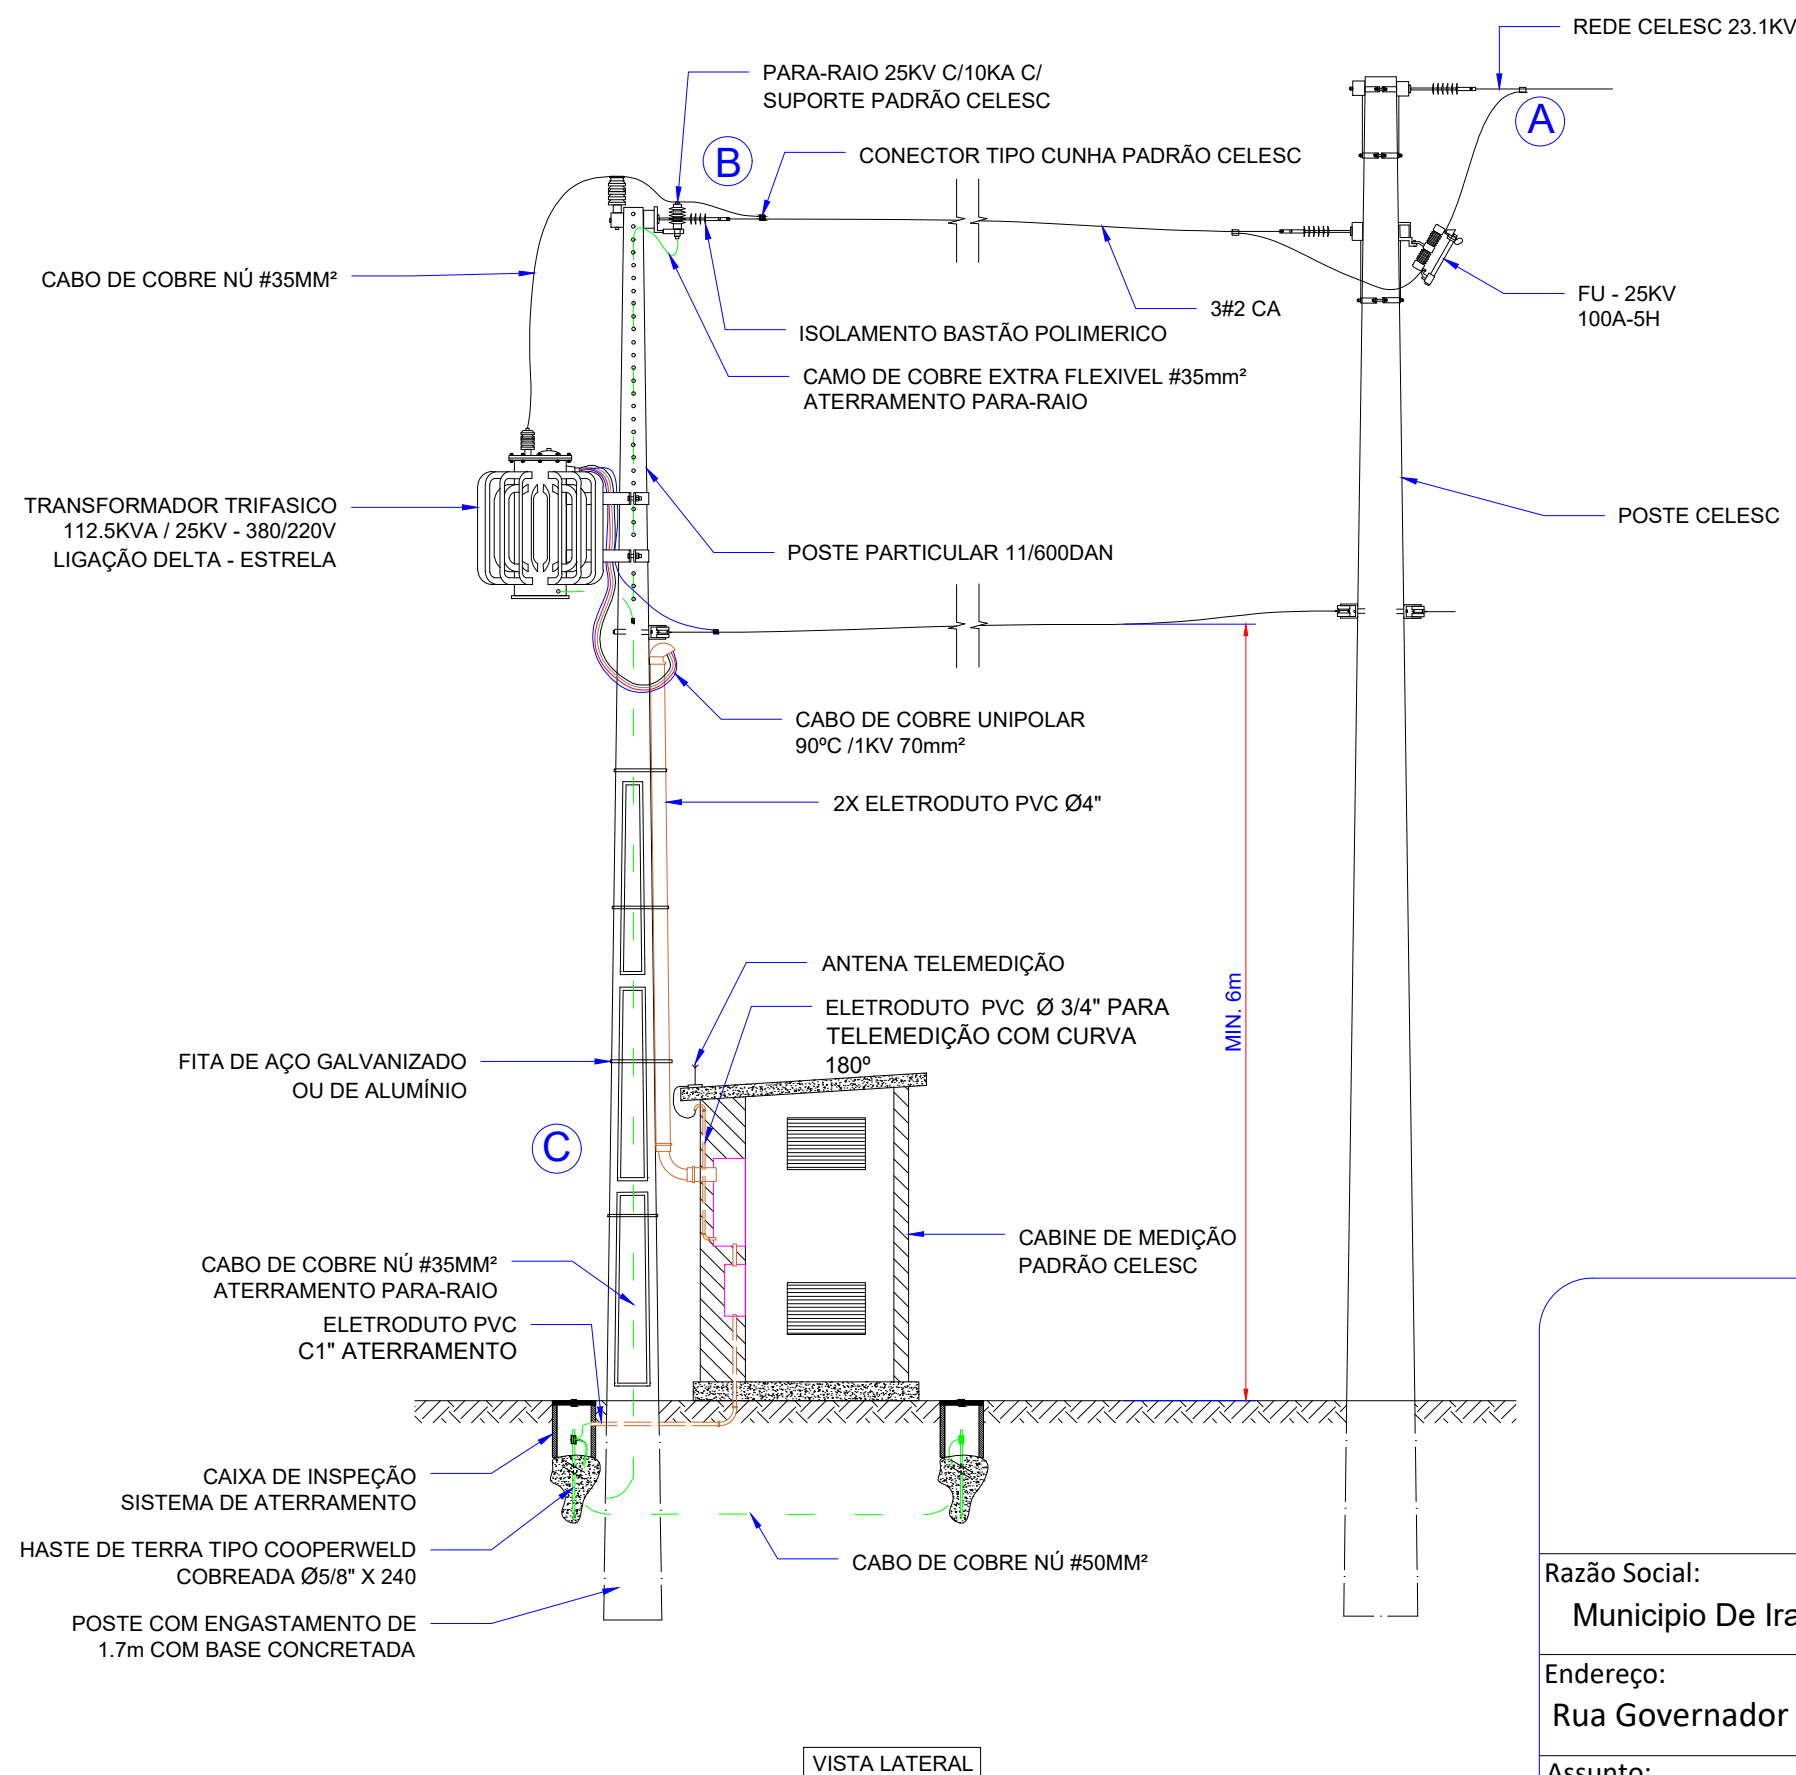 REDE CELESC 23.1KV
PARA-RAIO 25KV C/10KA C/
SUPORTE PADRÃO CELESC
A
B
CONECTOR TIPO CUNHA PADRÃO CELESC
CABO DE COBRE NÚ #35MM²
3#2 CA
FU - 25KV
100A-5H
ISOLAMENTO BASTÃO POLIMERICO
CAMO DE COBRE EXTRA FLEXIVEL #35mm²
ATERRAMENTO PARA-RAIO
TRANSFORMADOR TRIFASICO
112.5KVA / 25KV - 380/220V
LIGAÇÃO DELTA - ESTRELA
POSTE CELESC
POSTE PARTICULAR 11/600DAN
CABO DE COBRE UNIPOLAR
90ºC /1KV 70mm²
2X ELETRODUTO PVC Ø4"
ANTENA TELEMEDIÇÃO
ELETRODUTO PVC Ø 3/4" PARA
TELEMEDIÇÃO COM CURVA
180º
MIN. 6m
FITA DE AÇO GALVANIZADO
OU DE ALUMÍNIO
C
CABINE DE MEDIÇÃO
PADRÃO CELESC
CABO DE COBRE NÚ #35MM²
ATERRAMENTO PARA-RAIO
ELETRODUTO PVC
C1" ATERRAMENTO
CAIXA DE INSPEÇÃO
SISTEMA DE ATERRAMENTO
HASTE DE TERRA TIPO COOPERWELD
COBREADA Ø5/8" X 240
CABO DE COBRE NÚ #50MM²
POSTE COM ENGASTAMENTO DE
1.7m COM BASE CONCRETADA
Razão Social:
Municipio De Ira
Endereço:
Rua Governador
Assunto:
VISTA LATERAL